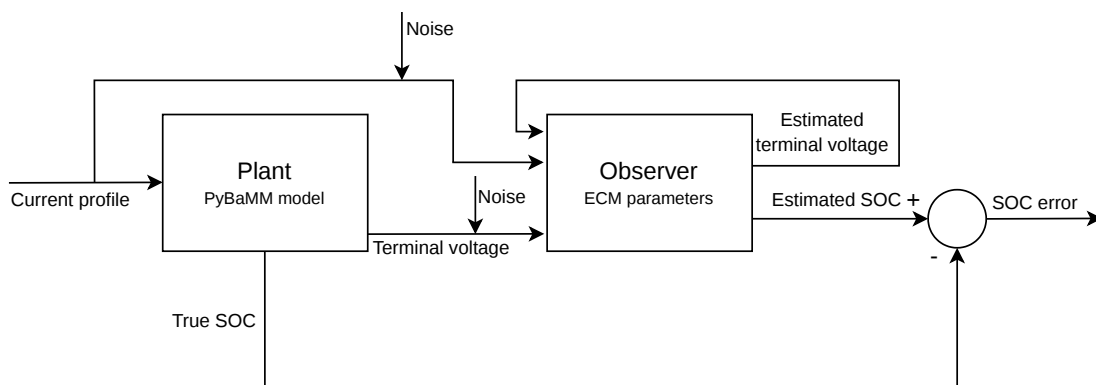 Noise
Plant
PyBaMM model
Current profile
Noise
Terminal voltage
True SOC
Observer
ECM parameters
Estimated
terminal voltage
Estimated SOC +
SOC error
-